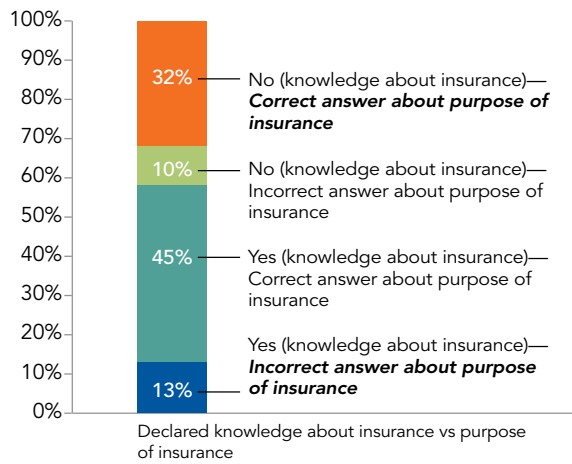 100%
90%
80%
70%
60%
50%
40%
30%
20%
10%
0%
32%
10%
45%
13%
No (knowledge about insurance)—
Correct answer about purpose of
insurance
No (knowledge about insurance)—
Incorrect answer about purpose of
insurance
Yes (knowledge about insurance)—
Correct answer about purpose of
insurance
Yes (knowledge about insurance)—
Incorrect answer about purpose
of insurance
Declared knowledge about insurance vs purpose
of insurance